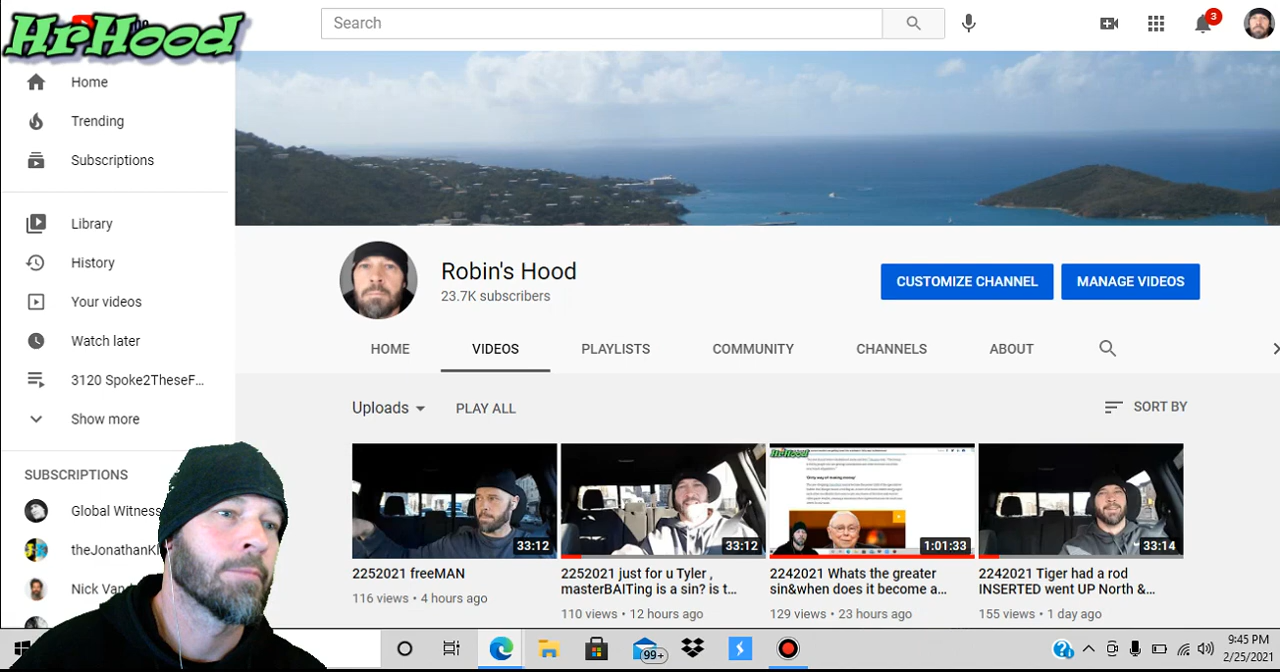 HrHood
Search
3
Home
Trending
Subscriptions
Library
History
Your videos
Watch later
3120 Spoke2TheseF...
Show more
SUBSCRIPTIONS
Global Witness
theJonathanKi
Nick Van
Robin's Hood
23.7K subscribers
CUSTOMIZE CHANNEL
MANAGE VIDEOS
HOME
VIDEOS
PLAYLISTS
COMMUNITY
CHANNELS
ABOUT
Uploads
PLAY ALL
SORT BY
33:12
2252021 freeMAN
116 views • 4 hours ago
33:12
2252021 just for u Tyler ,
masterBAITing is a sin? is t...
110 views • 12 hours ago
HrHood
1:01:33
2242021 Whats the greater
sin&when does it become a...
129 views • 23 hours ago
33:14
2242021 Tiger had a rod
INSERTED went UP North &...
155 views • 1 day ago
99+
9:45 PM
2/25/2021